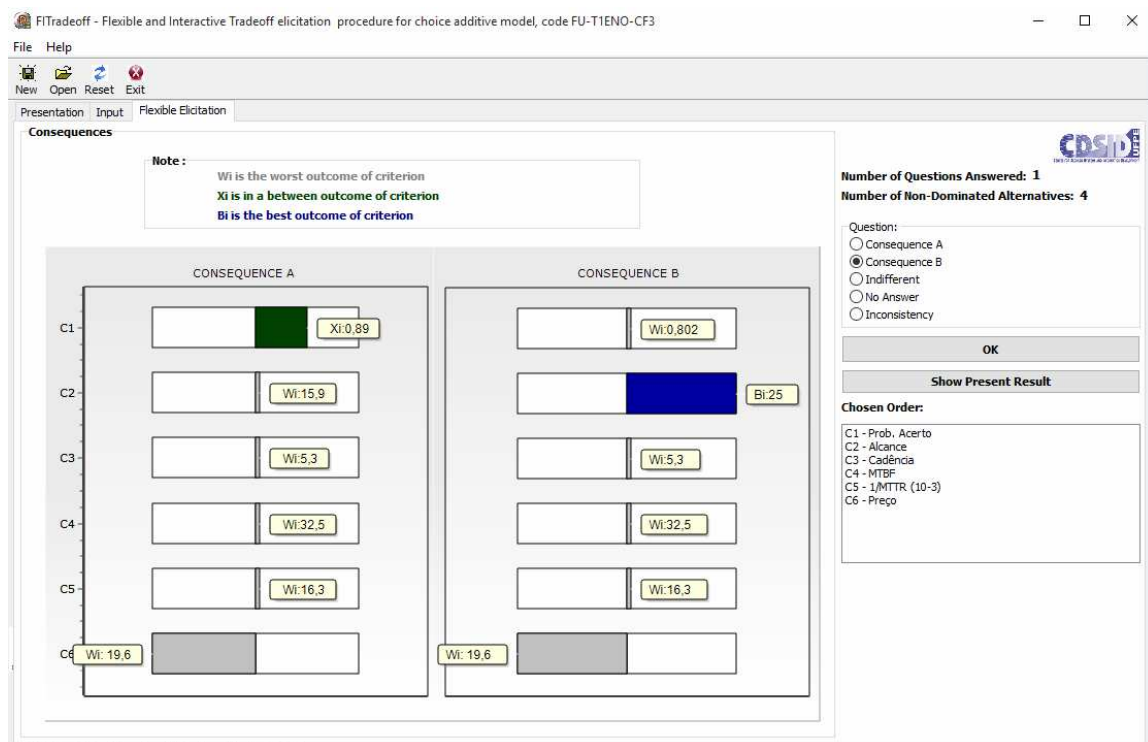 FITradeoff - Flexible and Interactive Tradeoff elicitation procedure for choice additive model, code FU-T1ENO-CF3
File Help
New Open Reset Exit
Presentation Input Flexible Elicitation
Consequences
Note :
Wi is the worst outcome of criterion
Xi is in a between outcome of criterion
Bi is the best outcome of criterion
CONSEQUENCE A
C1
Xi:0,89
C2
Wi:15,9
C3
Wi:5,3
C4
Wi:32,5
C5
Wi:16,3
Wi: 19,6
CONSEQUENCE B
Wi:0,802
Bi:25
Wi:5,3
Wi:32,5
Wi:16,3
Wi: 19,6
CDSID
UFPE
Number of Questions Answered: 1
Number of Non-Dominated Alternatives: 4
Question:
Consequence A
Consequence B
Indifferent
No Answer
Inconsistency
OK
Show Present Result
Chosen Order:
C1 - Prob. Acerto
C2 - Alcance
C3 - Cadência
C4 - MTBF
C5 - 1/MTTR (10-3)
C6 - Preço